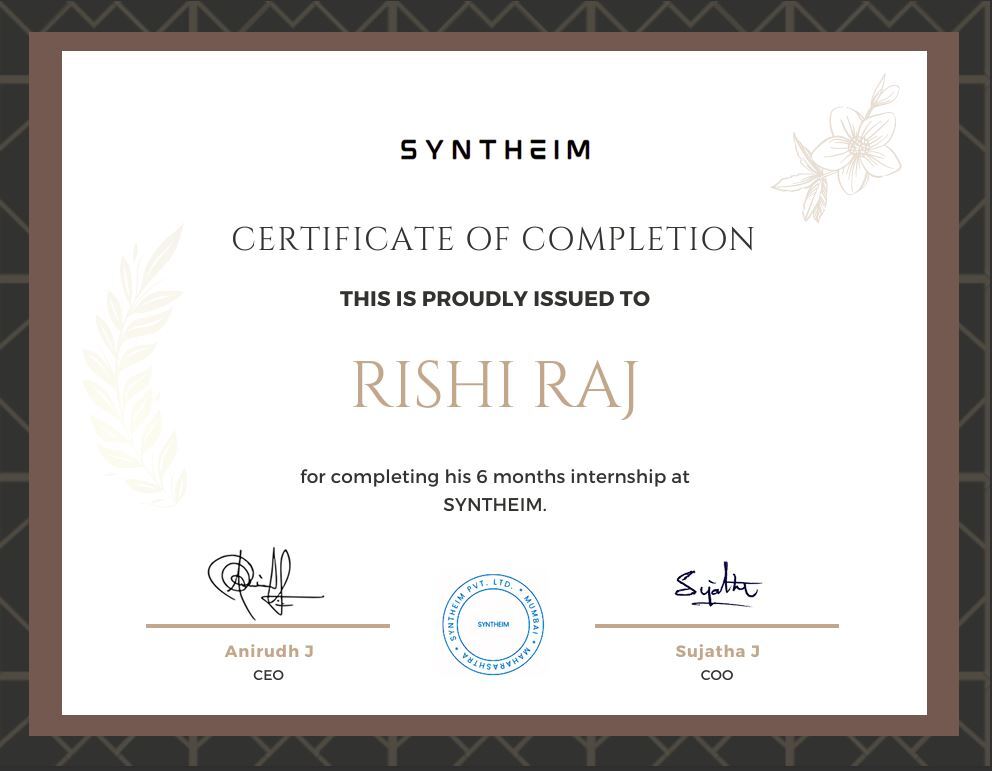 SYNTHEIM
CERTIFICATE OF COMPLETION
THIS IS PROUDLY ISSUED TO
RISHI RAJ
for completing his 6 months internship at
SYNTHEIM.
Sujatha
Anirudh J
CEO
SYNTHEIM PVT. LTD. * MUMBAI * MAHARASHTRA *
SYNTHEIM
Sujatha J
COO